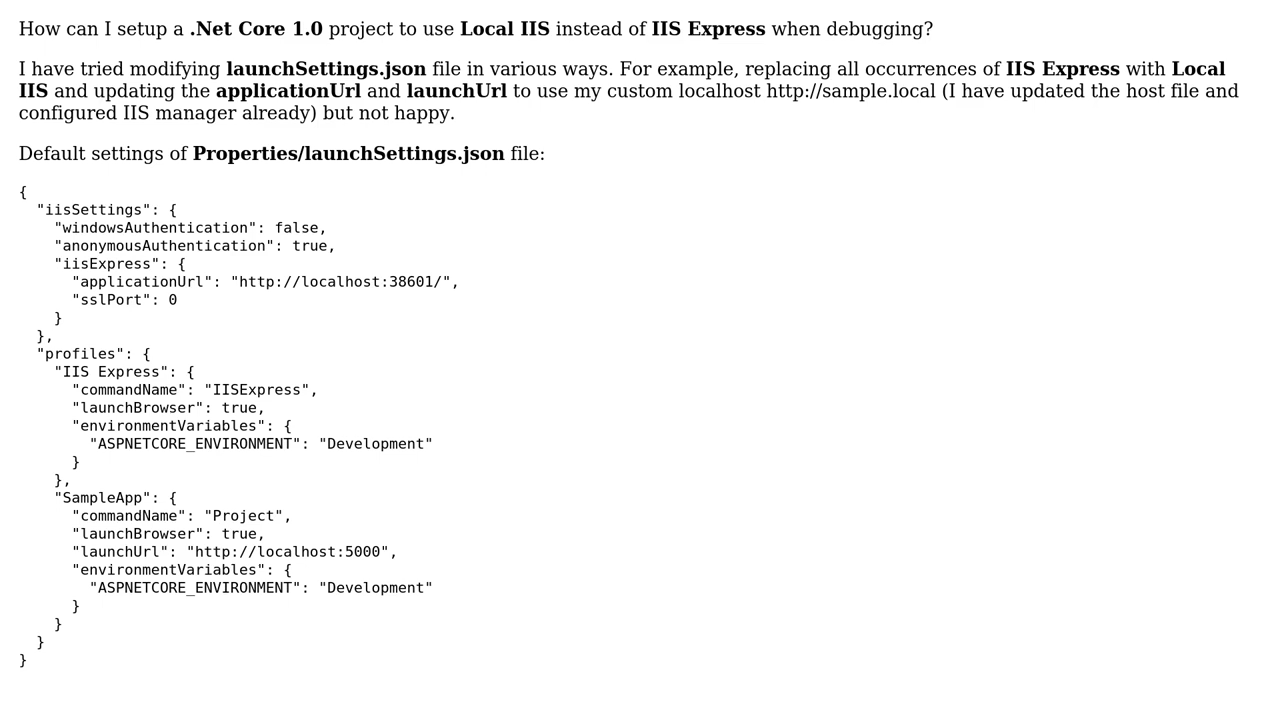 How can I setup a .Net Core 1.0 project to use Local IIS instead of IIS Express when debugging?
I have tried modifying launchSettings.json file in various ways. For example, replacing all occurrences of IIS Express with Local
IIS and updating the applicationUrl and launchUrl to use my custom localhost http://sample.local (I have updated the host file and
configured IIS manager already) but not happy.
Default settings of Properties/launchSettings.json file:
{
  "iisSettings": {
    "windowsAuthentication": false,
    "anonymousAuthentication": true,
    "iisExpress": {
      "applicationUrl": "http://localhost:38601/",
      "sslPort": 0
    }
  },
  "profiles": {
    "IIS Express": {
      "commandName": "IISExpress",
      "launchBrowser": true,
      "environmentVariables": {
        "ASPNETCORE_ENVIRONMENT": "Development"
      }
    },
    "SampleApp": {
      "commandName": "Project",
      "launchBrowser": true,
      "launchUrl": "http://localhost:5000",
      "environmentVariables": {
        "ASPNETCORE_ENVIRONMENT": "Development"
      }
    }
  }
}